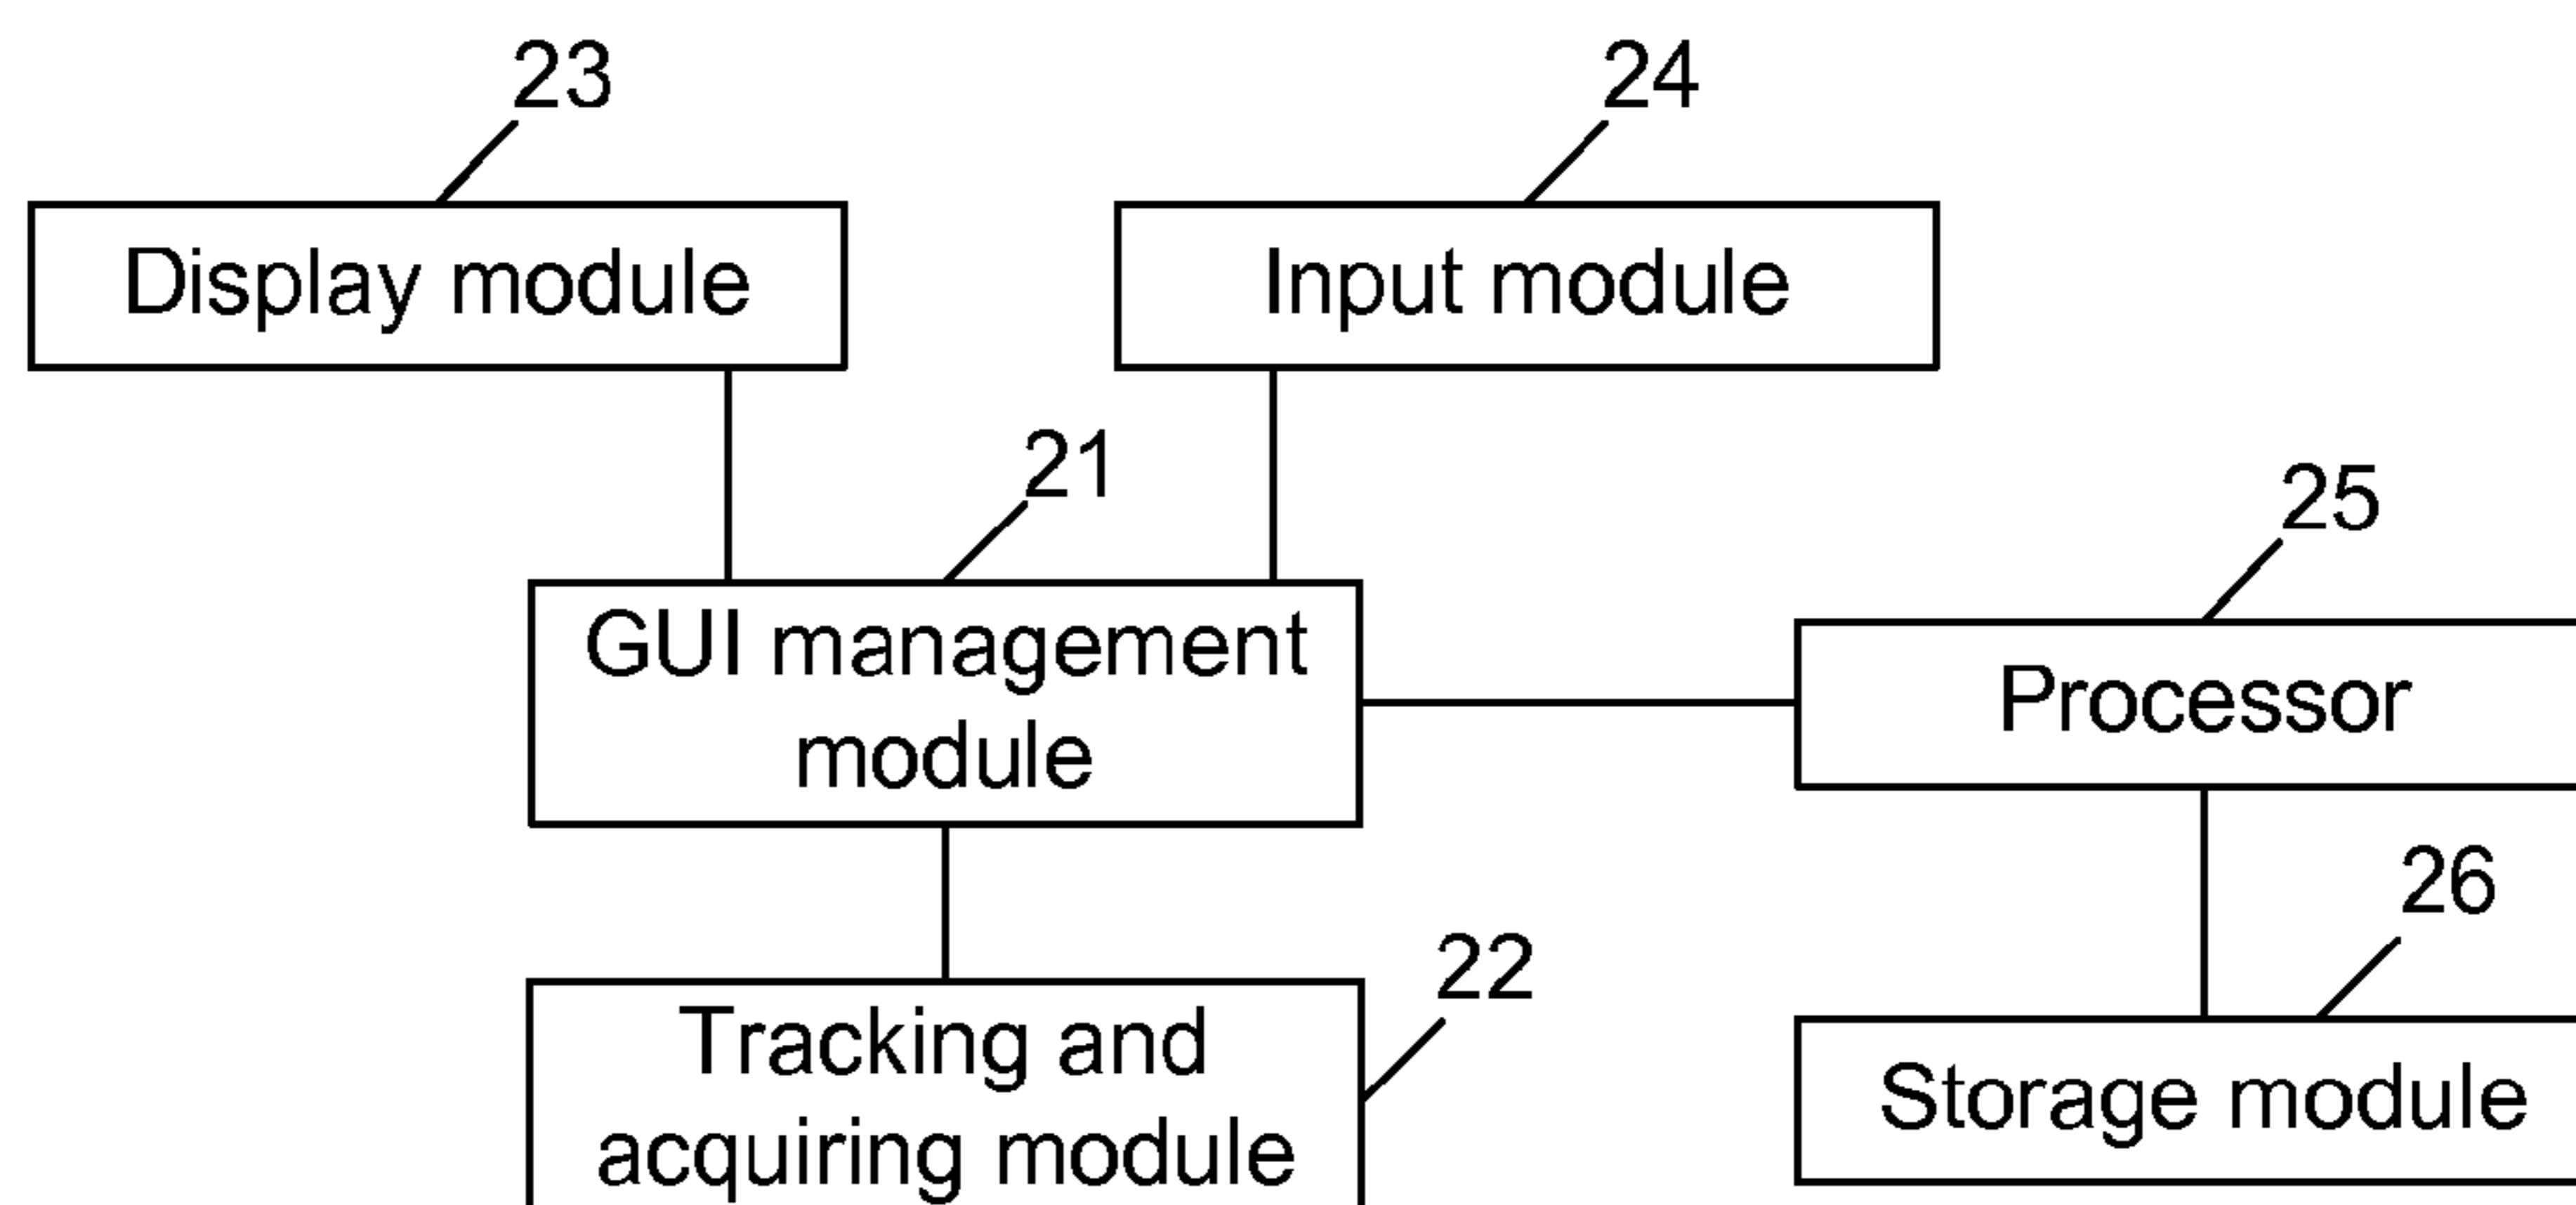 23
24
Display module
Input module
21
25
GUI management
module
Processor
26
22
Tracking and
acquiring module
Storage module